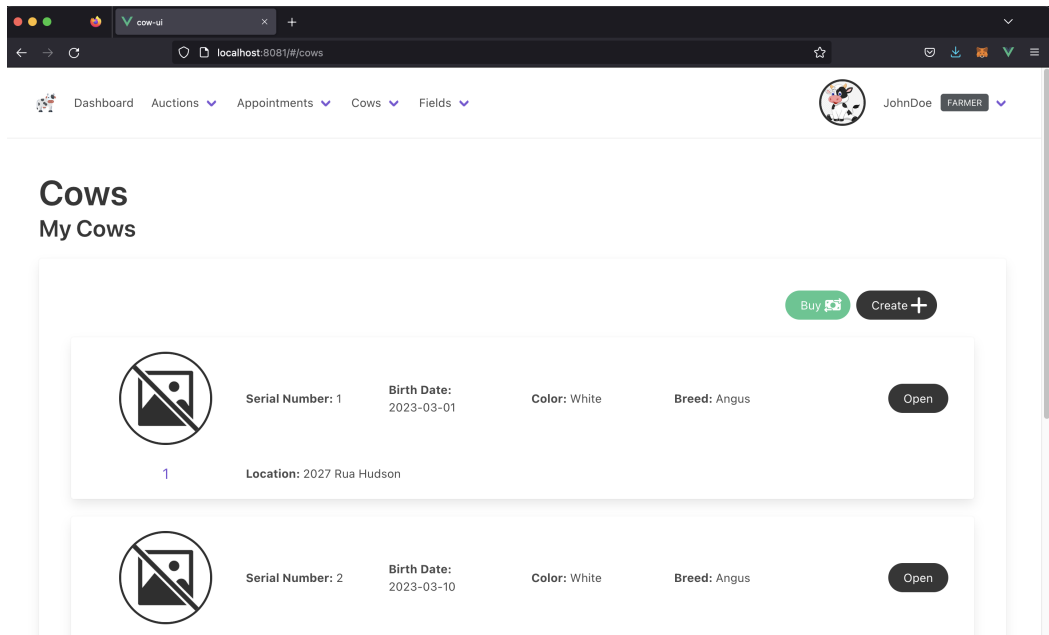 cow-ui
localhost:8081/#/cows
Dashboard Auctions Appointments Cows Fields
JohnDoe FARMER
Cows
My Cows
Buy Create
Serial Number: 1
Birth Date:
2023-03-01
Color: White
Breed: Angus
Open
1
Location: 2027 Rua Hudson
Serial Number: 2
Birth Date:
2023-03-10
Color: White
Breed: Angus
Open